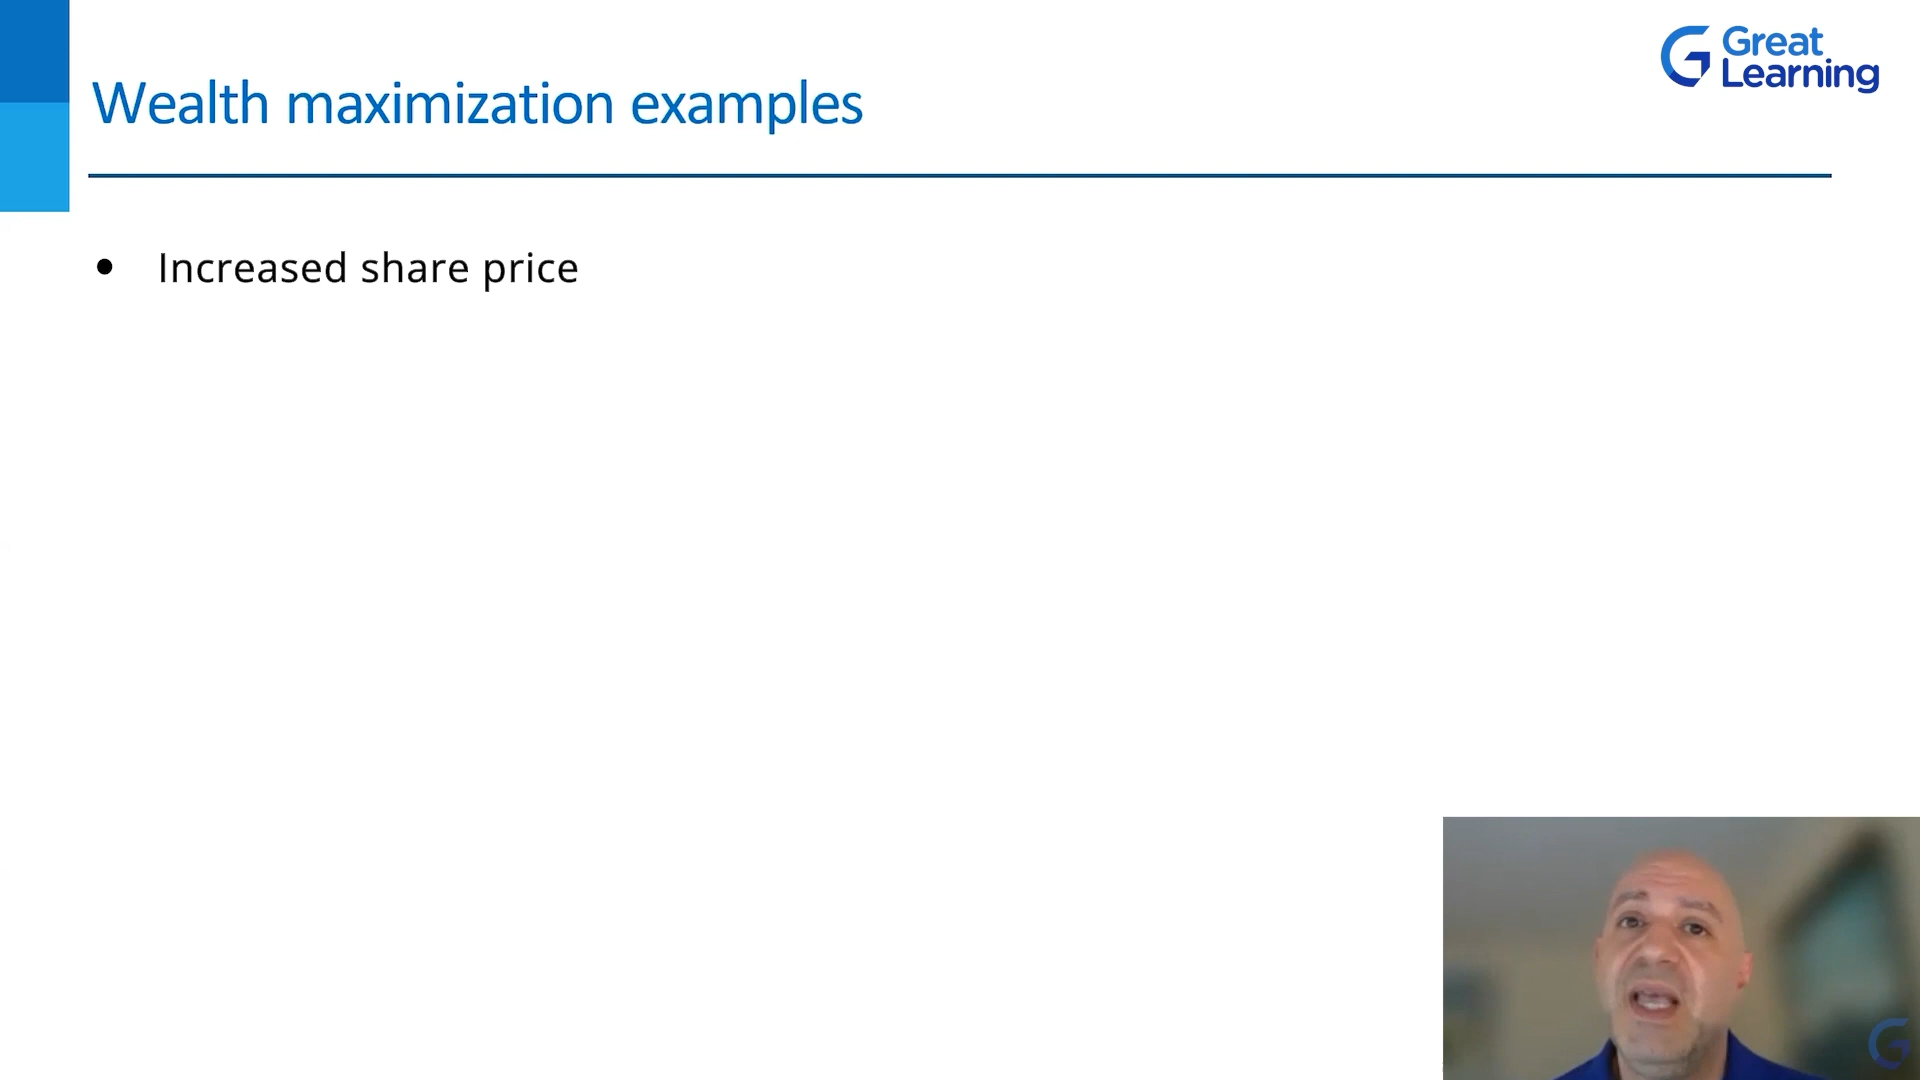 Great
Learning
Wealth maximization examples
• Increased share price